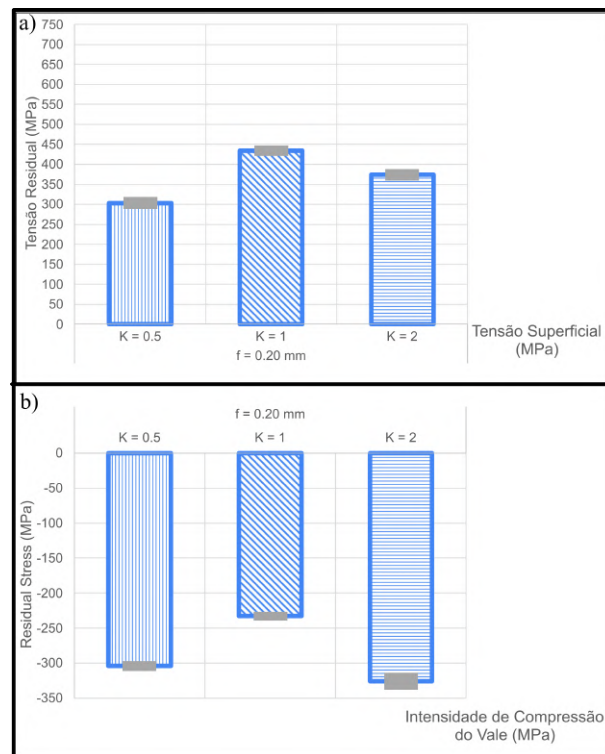 a)
Tensão Residual (MPa)
750
700
650
600
550
500
450
400
350
300
250
200
150
100
50
0
K = 0.5 K = 1 K = 2
f = 0.20 mm
Tensão Superficial
(MPa)
b)
f = 0.20 mm
K = 0.5 K = 1 K = 2
Residual Stress (MPa)
0
-50
-100
-150
-200
-250
-300
-350
Intensidade de Compressão
do Vale (MPa)